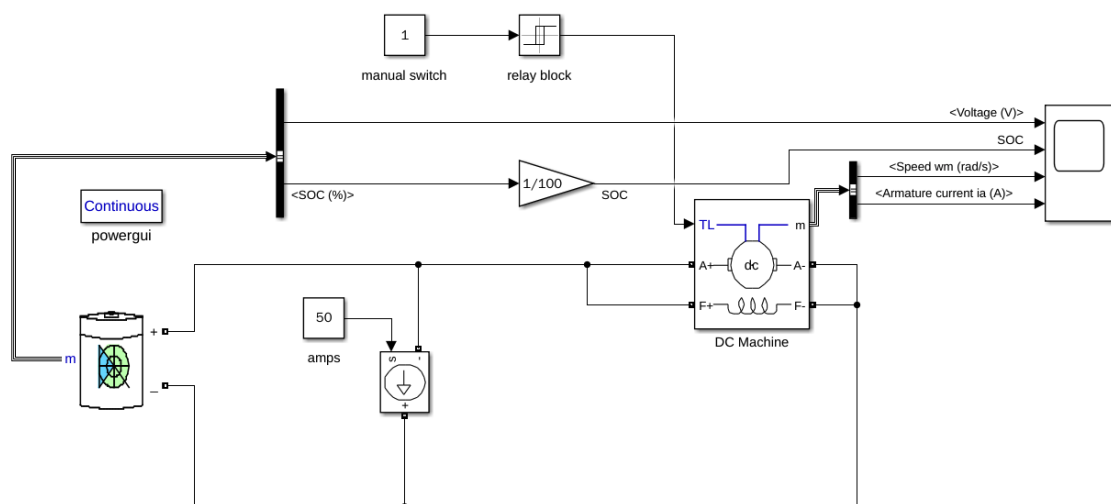 1
manual switch
relay block
<Voltage (V)>
SOC
<Speed wm (rad/s)>
<Armature current ia (A)>
<SOC (%)>
1/100
SOC
Continuous
powergui
TL
m
A+
dc
A-
F+
F-
DC Machine
50
amps
s
-
+
m
+
–